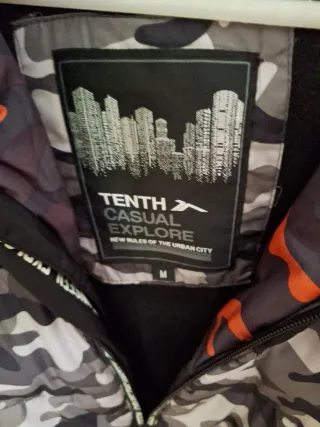 TENTH
CASUAL
EXPLORE
NEW RULES OF THE URBAN CITY
M